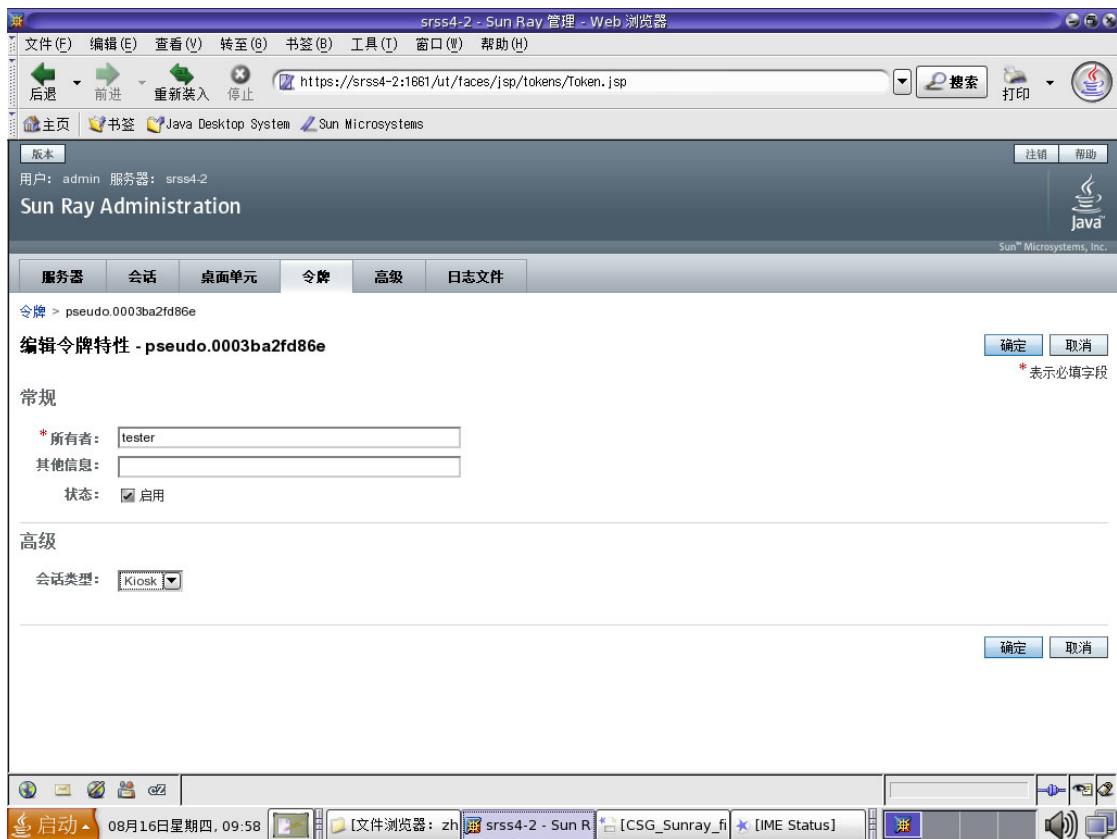 srss4-2 - Sun Ray 管理 - Web 浏览器
文件(F) 编辑(E) 查看(V) 转至(G) 书签(B) 工具(T) 窗口(W) 帮助(H)
后退 前进 重新装入 停止 https://srss4-2:1661/ut/faces/jsp/tokens/Token.jsp 搜索 打印
主页 书签 Java Desktop System Sun Microsystems
版本 注销 帮助
用户: admin 服务器: srss4-2
Sun Ray Administration
Java™
Sun™ Microsystems, Inc.
服务器 会话 桌面单元 令牌 高级 日志文件
令牌 > pseudo.0003ba2fd86e
编辑令牌特性 - pseudo.0003ba2fd86e 确定 取消
* 表示必填字段
常规
* 所有者: tester
其他信息:
状态: 启用
高级
会话类型: Kiosk
确定 取消
启动 08月16日星期四, 09:58 [文件浏览器: zh srss4-2 - Sun R [CSG_Sunray_fi [IME Status]